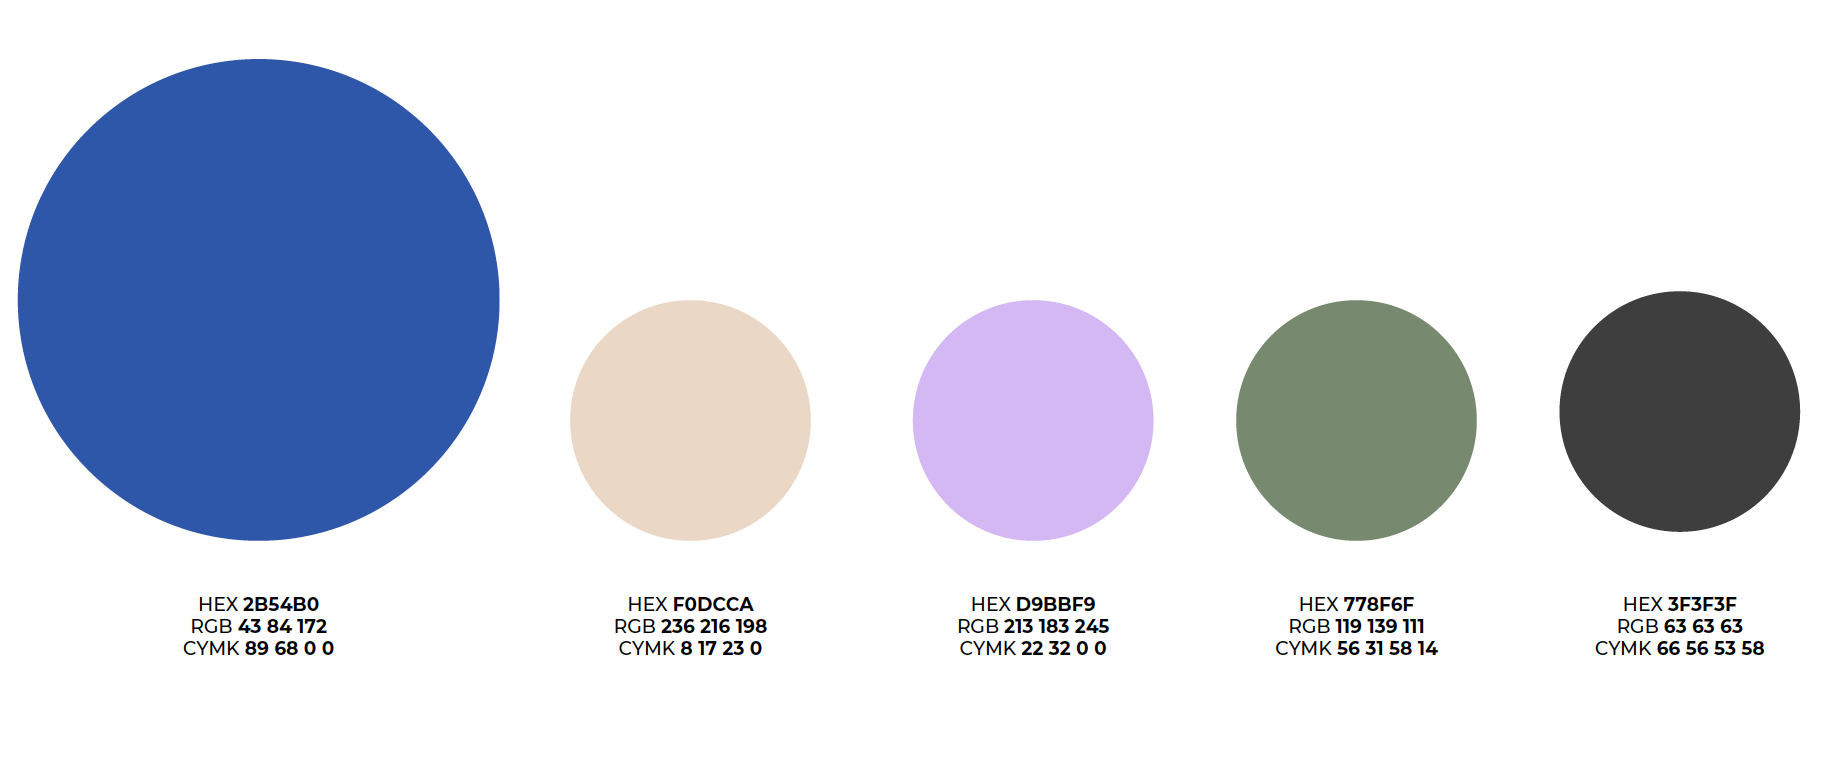 HEX 2B54B0
RGB 43 84 172
CYMK 89 68 0 0
HEX F0DCCA
RGB 236 216 198
CYMK 8 17 23 0
HEX D9BBF9
RGB 213 183 245
CYMK 22 32 0 0
HEX 778F6F
RGB 119 139 111
CYMK 56 31 58 14
HEX 3F3F3F
RGB 63 63 63
CYMK 66 56 53 58